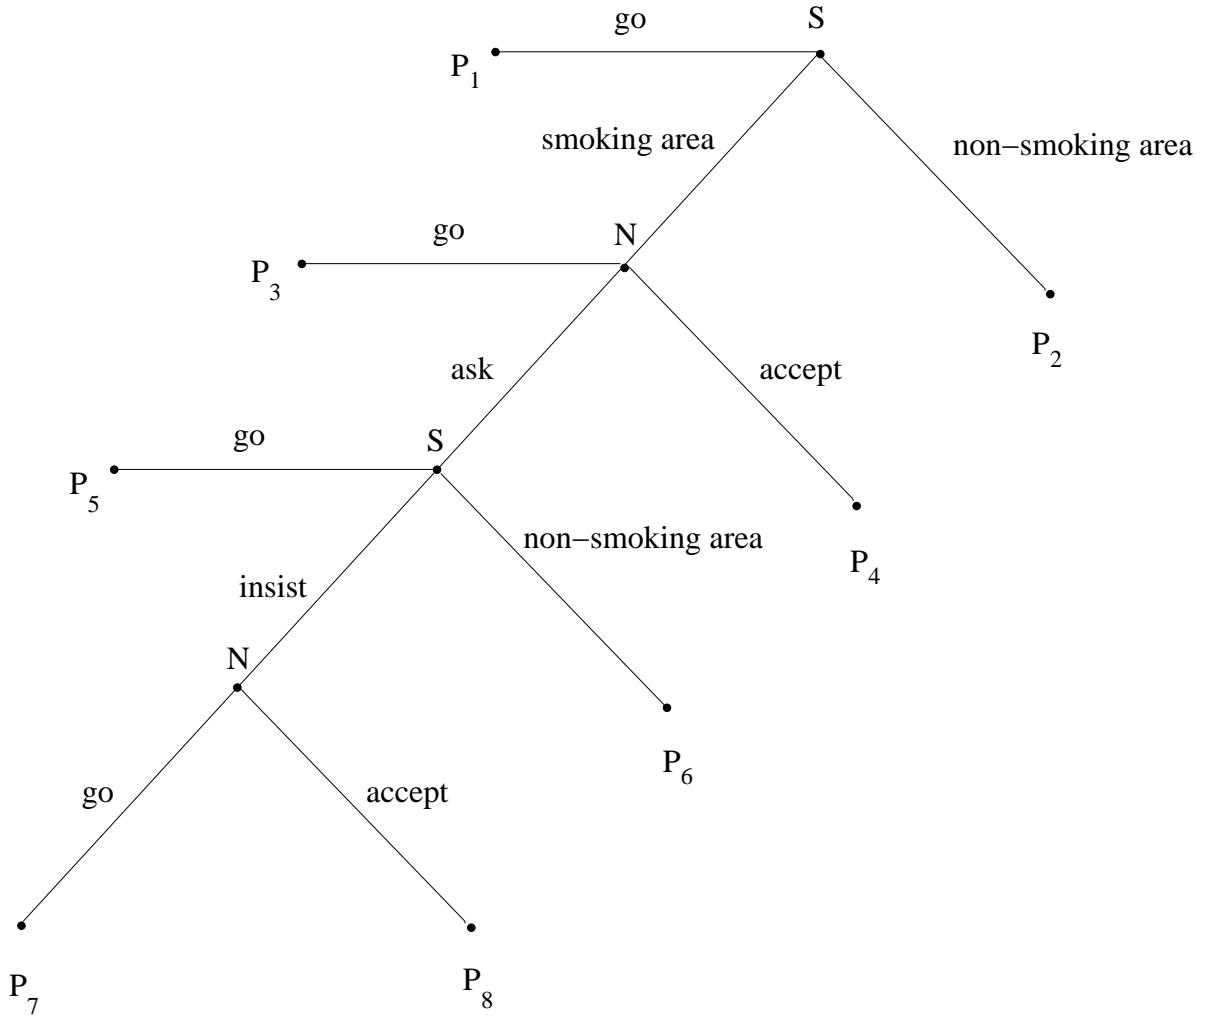 go
S
P1
smoking area
non−smoking area
go
N
P3
P2
ask
accept
go
S
P5
non−smoking area
P4
insist
N
P6
go
accept
P7
P8